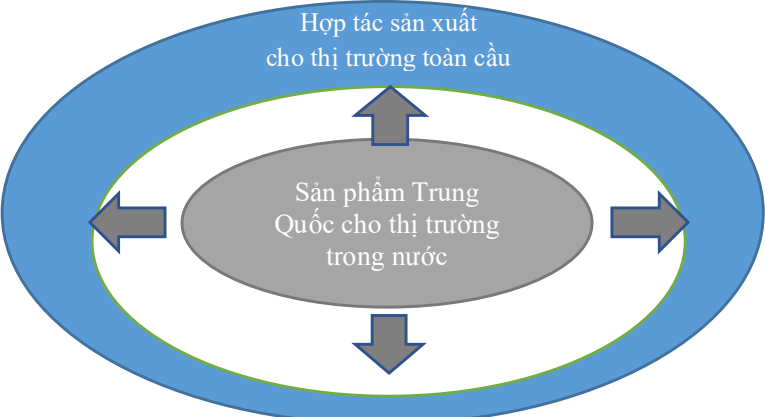 Hợp tác sản xuất
cho thị trường toàn cầu
Sản phẩm Trung
Quốc cho thị trường
trong nước